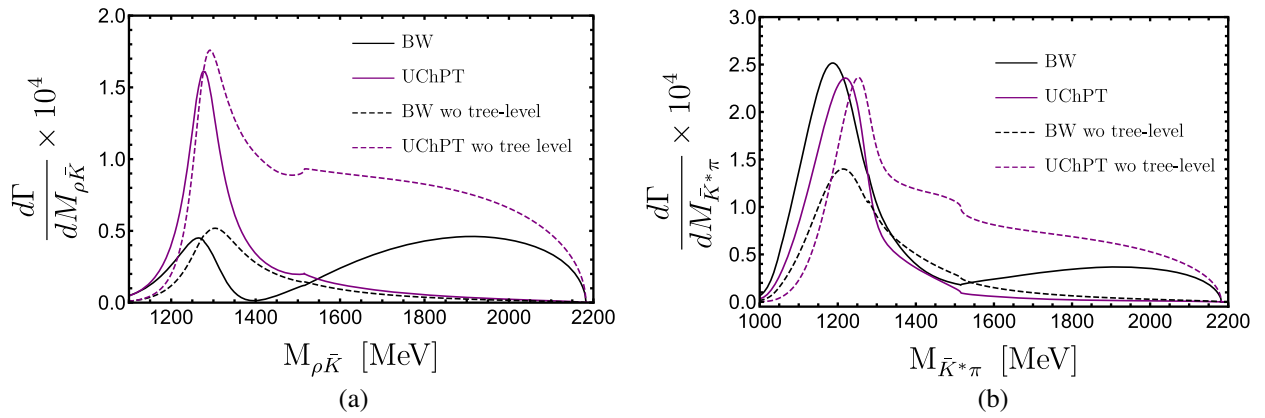 2.0
1.5
1.0
0.5
0.0
dΓ/dM_{ρK̄} × 10^4
BW
UChPT
BW wo tree-level
UChPT wo tree level
1200 1400 1600 1800 2000 2200
M_{ρK̄} [MeV]
(a)
3.0
2.5
2.0
1.5
1.0
0.5
0.0
dΓ/dM_{K̄*π} × 10^4
BW
UChPT
BW wo tree-level
UChPT wo tree-level
1000 1200 1400 1600 1800 2000 2200
M_{K̄*π} [MeV]
(b)